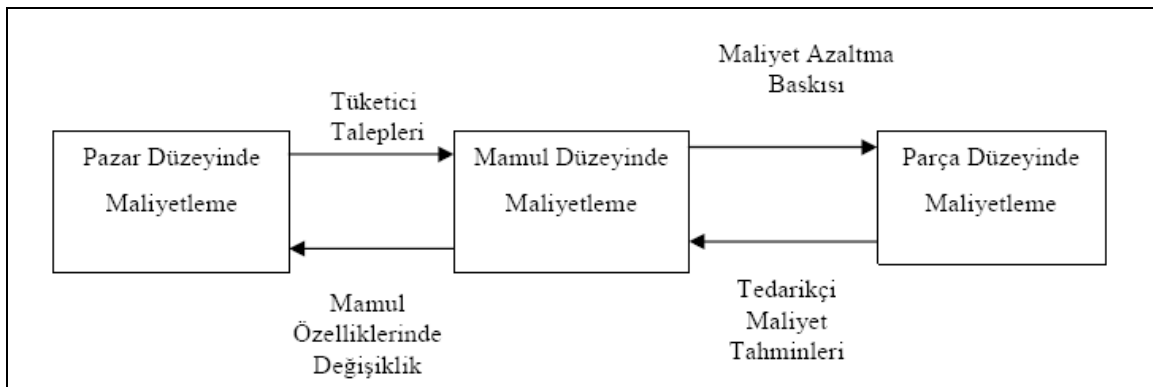 Maliyet Azaltma
Baskısı
Tüketici
Talepleri
Pazar Düzeyinde
Maliyetleme
Mamul Düzeyinde
Maliyetleme
Parça Düzeyinde
Maliyetleme
Mamul
Özelliklerinde
Değişiklik
Tedarikçi
Maliyet
Tahminleri